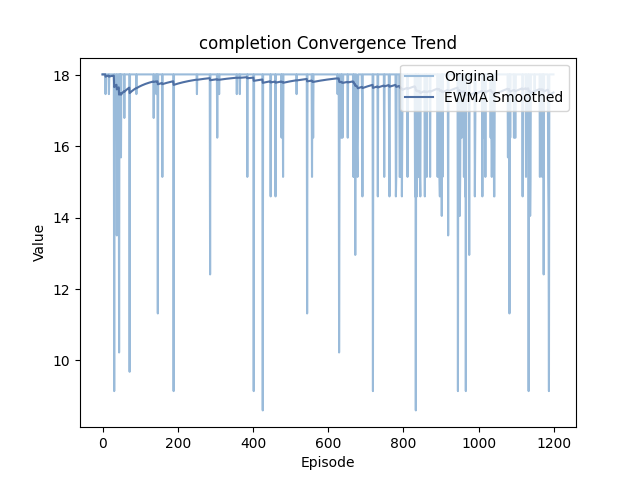 completion Convergence Trend
Original
EWMA Smoothed
18
16
14
12
10
Value
0 200 400 600 800 1000 1200
Episode